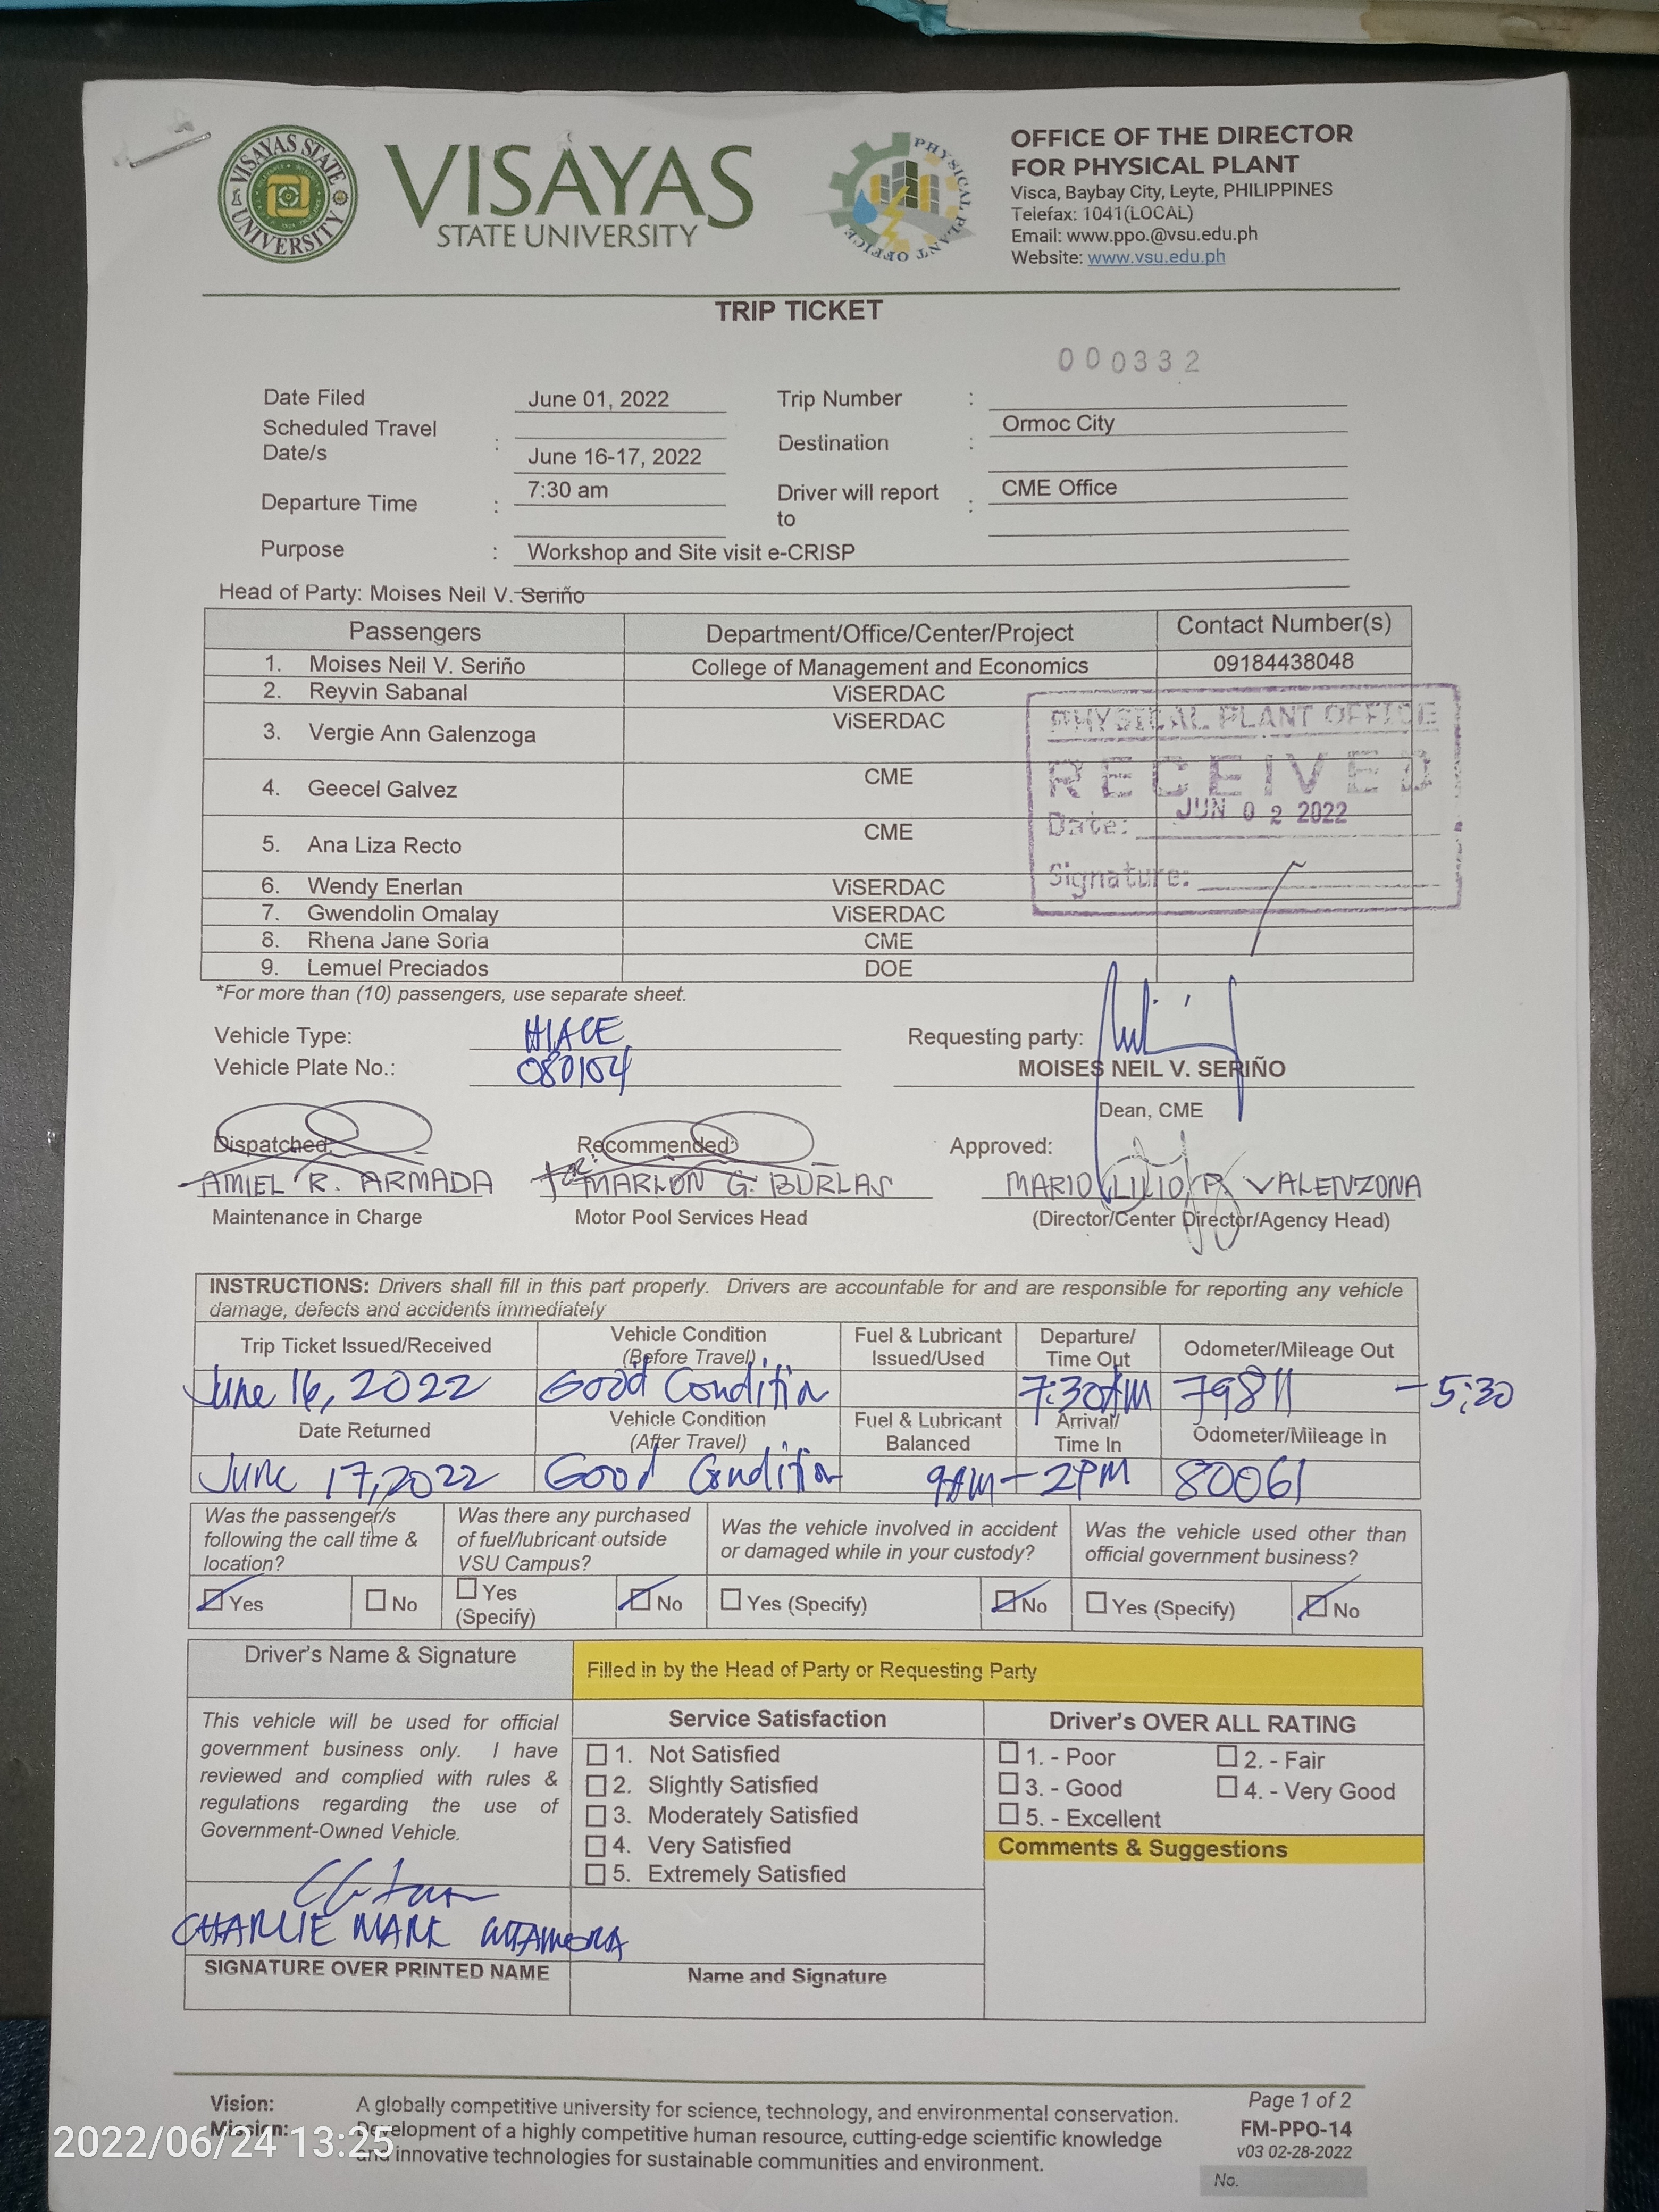 VISAYAS STATE UNIVERSITY
VISAYAS
STATE UNIVERSITY
PHYSICAL PLANT OFFICE
OFFICE OF THE DIRECTOR
FOR PHYSICAL PLANT
Visca, Baybay City, Leyte, PHILIPPINES
Telefax: 1041(LOCAL)
Email: www.ppo.@vsu.edu.ph
Website: www.vsu.edu.ph
TRIP TICKET
000332
Date Filed June 01, 2022 Trip Number :
Scheduled Travel Date/s : June 16-17, 2022 Destination : Ormoc City
Departure Time : 7:30 am Driver will report to : CME Office
Purpose : Workshop and Site visit e-CRISP
Head of Party: Moises Neil V. Seriño
Passengers Department/Office/Center/Project Contact Number(s)
1. Moises Neil V. Seriño College of Management and Economics 09184438048
2. Reyvin Sabanal ViSERDAC
3. Vergie Ann Galenzoga ViSERDAC
4. Geecel Galvez CME
5. Ana Liza Recto CME
6. Wendy Enerlan ViSERDAC
7. Gwendolin Omalay ViSERDAC
8. Rhena Jane Soria CME
9. Lemuel Preciados DOE
PHYSICAL PLANT OFFICE
RECEIVED
Date: JUN 02 2022
Signature:
*For more than (10) passengers, use separate sheet.
Vehicle Type: HIACE Requesting party:
Vehicle Plate No.: 080104 MOISES NEIL V. SERIÑO
Dean, CME
Dispatched: Recommended: Approved:
AMIEL R. ARMADA for: MARLON G. BURLAS MARIO LILIO P. VALENZONA
Maintenance in Charge Motor Pool Services Head (Director/Center Director/Agency Head)
INSTRUCTIONS: Drivers shall fill in this part properly. Drivers are accountable for and are responsible for reporting any vehicle
damage, defects and accidents immediately
Trip Ticket Issued/Received Vehicle Condition (Before Travel) Fuel & Lubricant Issued/Used Departure/ Time Out Odometer/Mileage Out
June 16, 2022 Good Condition 7:30AM 79811 - 5:30
Date Returned Vehicle Condition (After Travel) Fuel & Lubricant Balanced Arrival/ Time In Odometer/Mileage in
June 17, 2022 Good Condition 9AM - 2PM 80061
Was the passenger/s following the call time & location? Was there any purchased of fuel/lubricant outside VSU Campus? Was the vehicle involved in accident or damaged while in your custody? Was the vehicle used other than official government business?
Yes No Yes (Specify) No Yes (Specify) No Yes (Specify) No
Driver's Name & Signature Filled in by the Head of Party or Requesting Party
This vehicle will be used for official
government business only. I have
reviewed and complied with rules &
regulations regarding the use of
Government-Owned Vehicle.
Service Satisfaction
1. Not Satisfied
2. Slightly Satisfied
3. Moderately Satisfied
4. Very Satisfied
5. Extremely Satisfied
Driver's OVER ALL RATING
1. - Poor 2. - Fair
3. - Good 4. - Very Good
5. - Excellent
Comments & Suggestions
CHARLIE MARK
SIGNATURE OVER PRINTED NAME Name and Signature
Vision: A globally competitive university for science, technology, and environmental conservation.
Mission: Development of a highly competitive human resource, cutting-edge scientific knowledge
and innovative technologies for sustainable communities and environment.
Page 1 of 2
FM-PPO-14
v03 02-28-2022
No.
2022/06/24 13:25